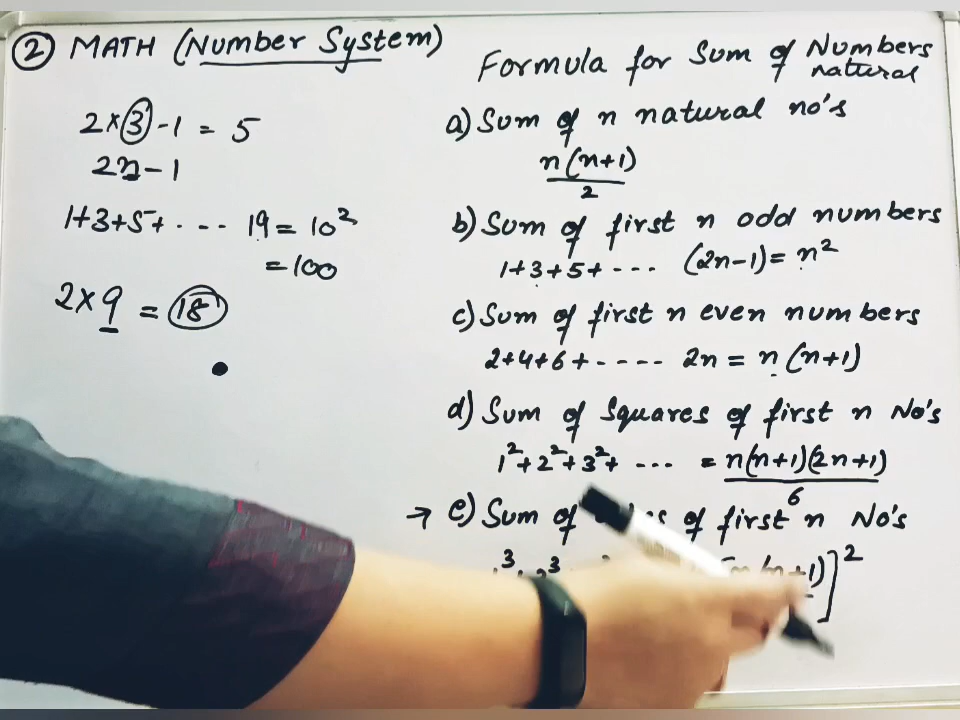 2 MATH (Number System)
2×3-1 = 5
2n-1
1+3+5+ .... 19 = 10²
= 100
2×9 = 18
Formula for Sum of Numbers
natural
a) Sum of n natural no's
n(n+1)
2
b) Sum of first n odd numbers
1+3+5+ .... (2n-1) = n²
c) Sum of first n even numbers
2+4+6+ ..... 2n = n(n+1)
d) Sum of Squares of first n No's
1²+2²+3²+ ... = n(n+1)(2n+1)
6
→ e) Sum of of first n No's
3 3 +1)]²